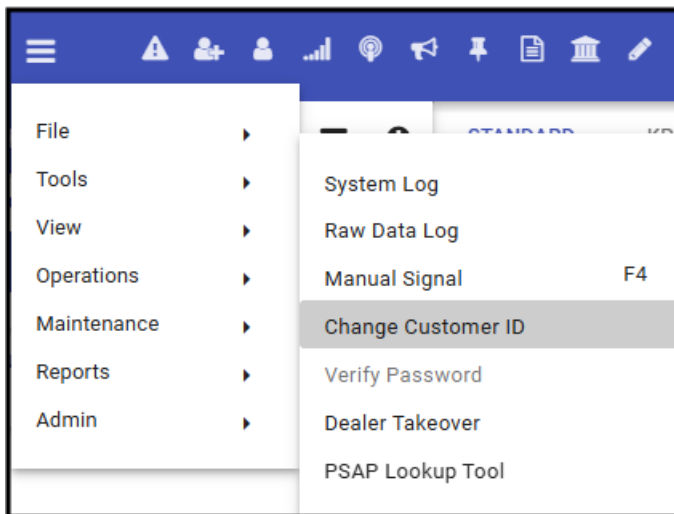 STANDARD
File
Tools
View
Operations
Maintenance
Reports
Admin
System Log
Raw Data Log
Manual Signal F4
Change Customer ID
Verify Password
Dealer Takeover
PSAP Lookup Tool